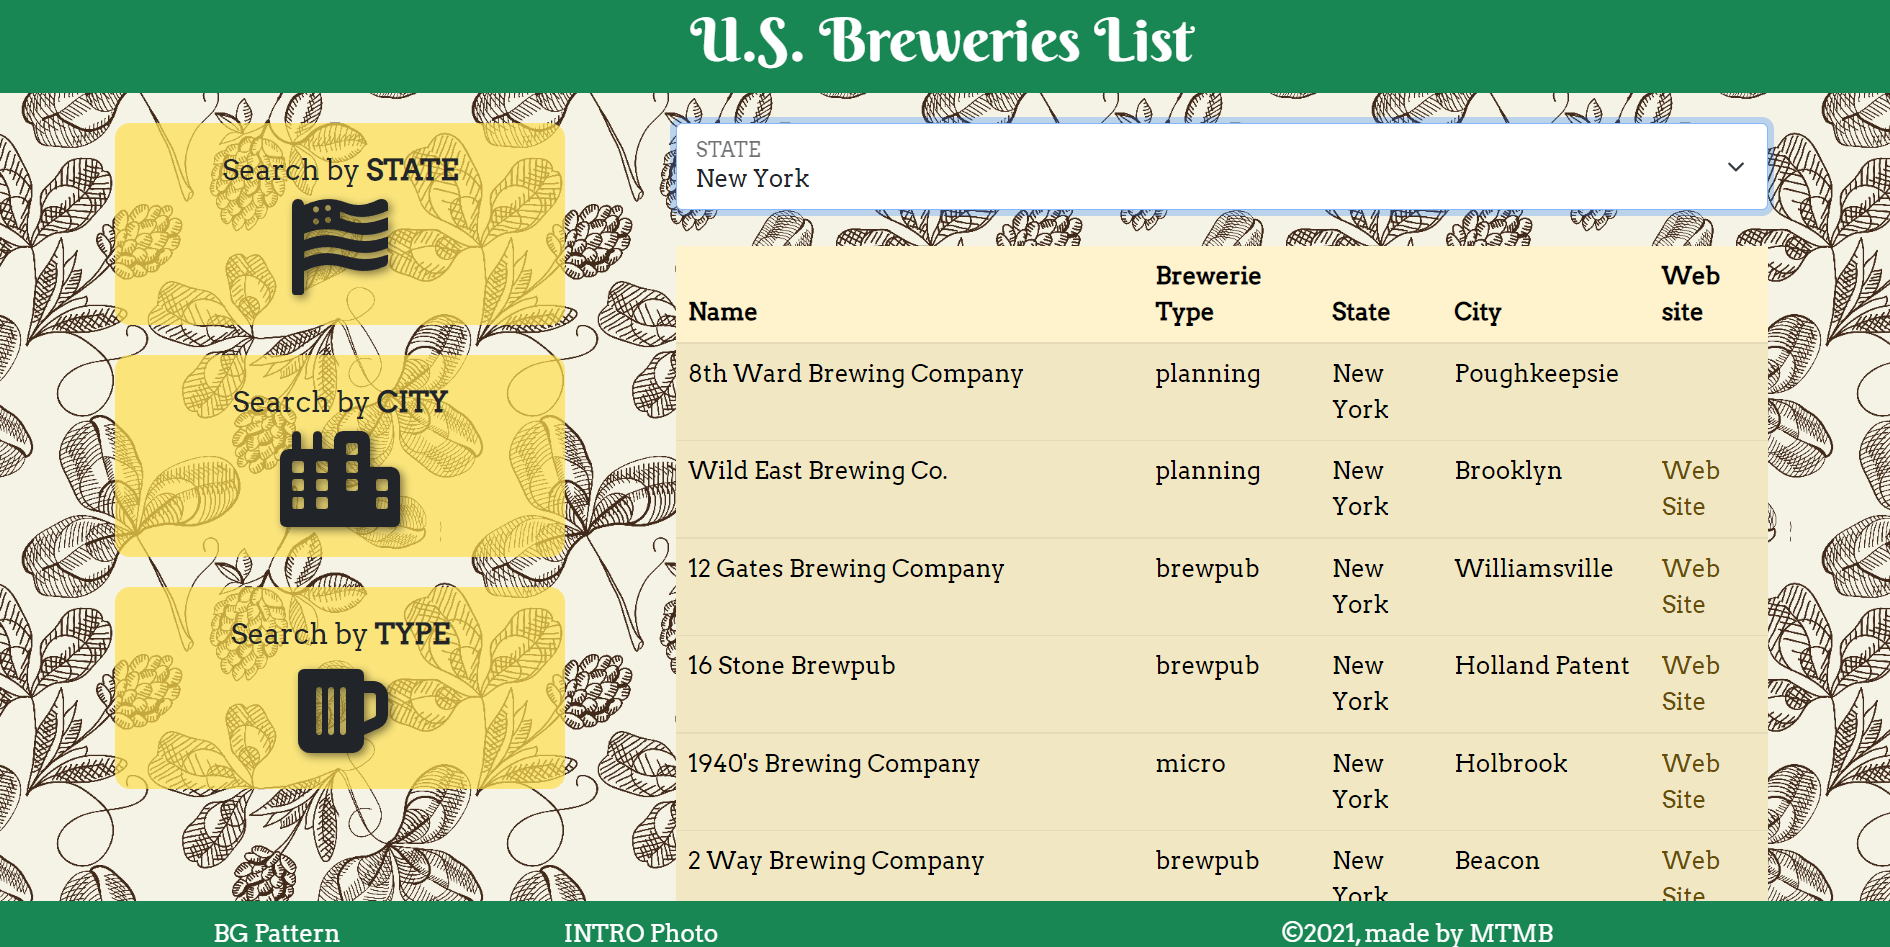 U.S. Breweries List
Search by STATE
Search by CITY
Search by TYPE
STATE
New York
Name Brewerie Type State City Web site
8th Ward Brewing Company planning New York Poughkeepsie
Wild East Brewing Co. planning New York Brooklyn Web Site
12 Gates Brewing Company brewpub New York Williamsville Web Site
16 Stone Brewpub brewpub New York Holland Patent Web Site
1940's Brewing Company micro New York Holbrook Web Site
2 Way Brewing Company brewpub New York Beacon Web Site
BG Pattern INTRO Photo ©2021, made by MTMB